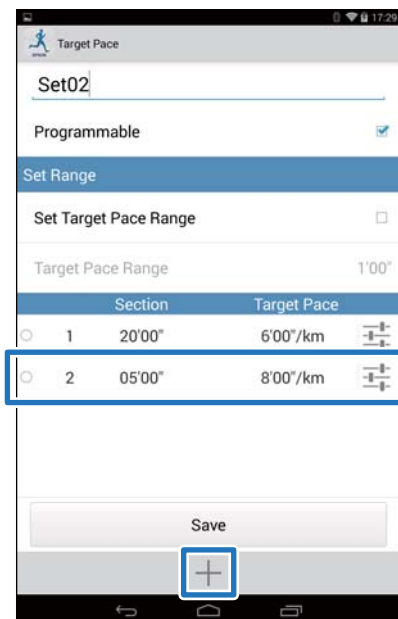 17:29
Target Pace
Set02
Programmable
Set Range
Set Target Pace Range
Target Pace Range 1'00"
Section Target Pace
1 20'00" 6'00"/km
2 05'00" 8'00"/km
Save